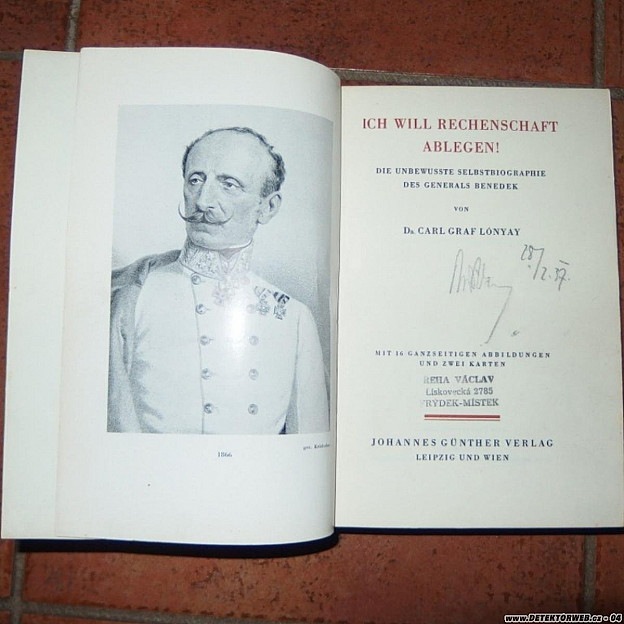 1866
ICH WILL RECHENSCHAFT
ABLEGEN!
DIE UNBEWUSSTE SELBSTBIOGRAPHIE
DES GENERALS BENEDEK
VON
Dr. CARL GRAF LÓNYAY
28/2.37.
MIT 16 GANZSEITIGEN ABBILDUNGEN
UND ZWEI KARTEN
ŘEHA VÁCLAV
Lískovecká 2785
FRÝDEK-MÍSTEK
JOHANNES GÜNTHER VERLAG
LEIPZIG UND WIEN
www.DETEKTORWEB.cz - 04